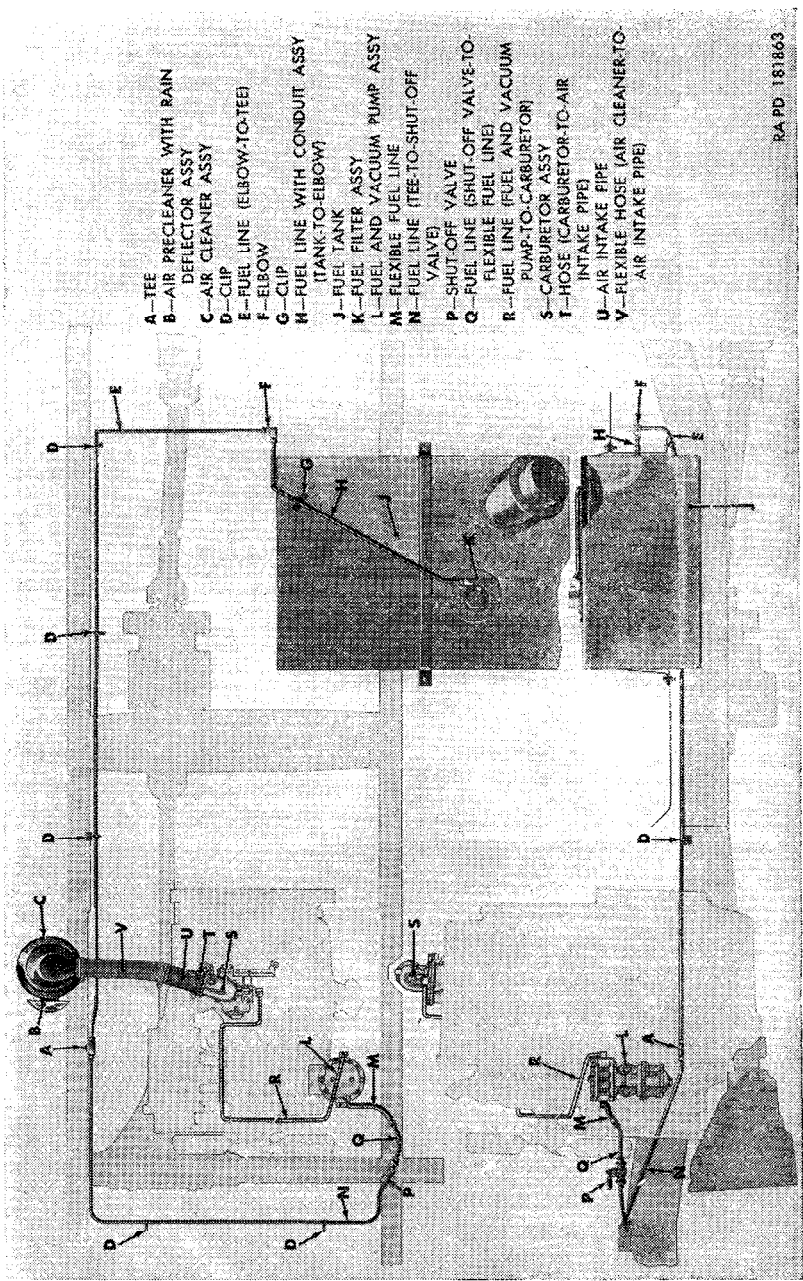 A—TEE
B—AIR PRECLEANER WITH RAIN
DEFLECTOR ASSY
C—AIR CLEANER ASSY
D—CLIP
E—FUEL LINE (ELBOW-TO-TEE)
F—ELBOW
G—CLIP
H—FUEL LINE WITH CONDUIT ASSY
(TANK-TO-ELBOW)
J—FUEL TANK
K—FUEL FILTER ASSY
L—FUEL AND VACUUM PUMP ASSY
M—FLEXIBLE FUEL LINE
N—FUEL LINE (TEE-TO-SHUT-OFF
VALVE)
P—SHUT-OFF VALVE
Q—FUEL LINE (SHUT-OFF VALVE-TO-
FLEXIBLE FUEL LINE)
R—FUEL LINE (FUEL AND VACUUM
PUMP-TO-CARBURETOR)
S—CARBURETOR ASSY
T—HOSE (CARBURETOR-TO-AIR
INTAKE PIPE)
U—AIR INTAKE PIPE
V—FLEXIBLE HOSE (AIR CLEANER-TO-
AIR INTAKE PIPE)
RA PD 181863
D
D
A
B
C
D
D
D
E
V
U
T
S
F
N
R
L
G
H
J
K
P
Q
M
S
P
Q
M
R
L
N
A
D
H
F
E
J